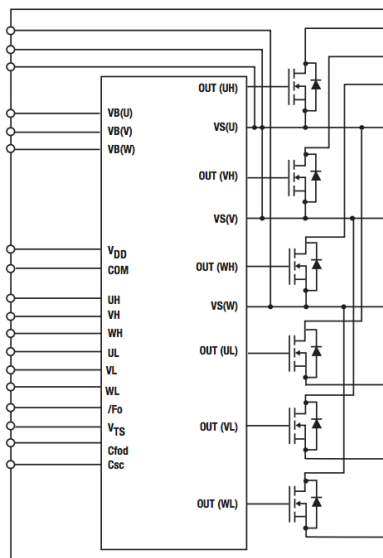 OUT (UH)
VB(U)
VS(U)
VB(V)
VB(W)
OUT (VH)
VS(V)
VDD
COM
OUT (WH)
UH
VS(W)
VH
WH
UL
OUT (UL)
VL
WL
/Fo
VTS
OUT (VL)
Cfod
Csc
OUT (WL)